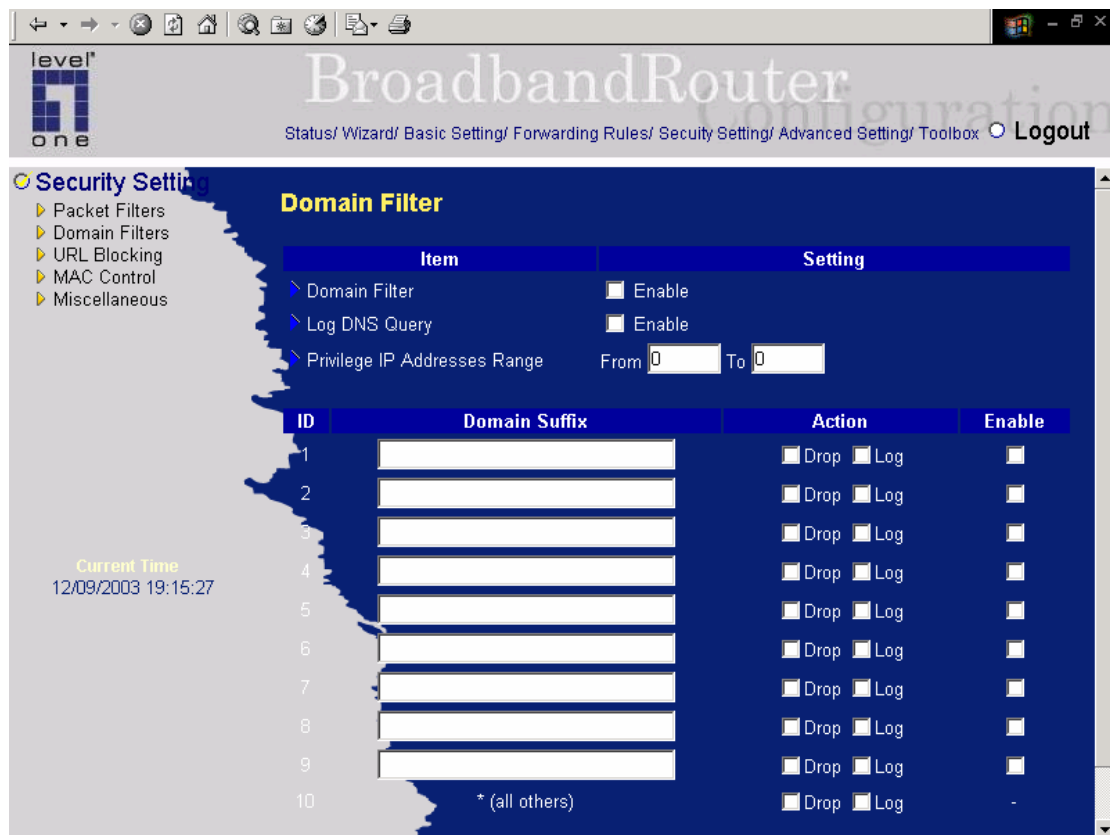 level
one
BroadbandRouter
Configuration
Status/ Wizard/ Basic Setting/ Forwarding Rules/ Secuity Setting/ Advanced Setting/ Toolbox Logout
Security Setting
Packet Filters
Domain Filters
URL Blocking
MAC Control
Miscellaneous
Current Time
12/09/2003 19:15:27
Domain Filter
Item Setting
Domain Filter Enable
Log DNS Query Enable
Privilege IP Addresses Range From 0 To 0
ID Domain Suffix Action Enable
1 Drop Log
2 Drop Log
3 Drop Log
4 Drop Log
5 Drop Log
6 Drop Log
7 Drop Log
8 Drop Log
9 Drop Log
10 * (all others) Drop Log -